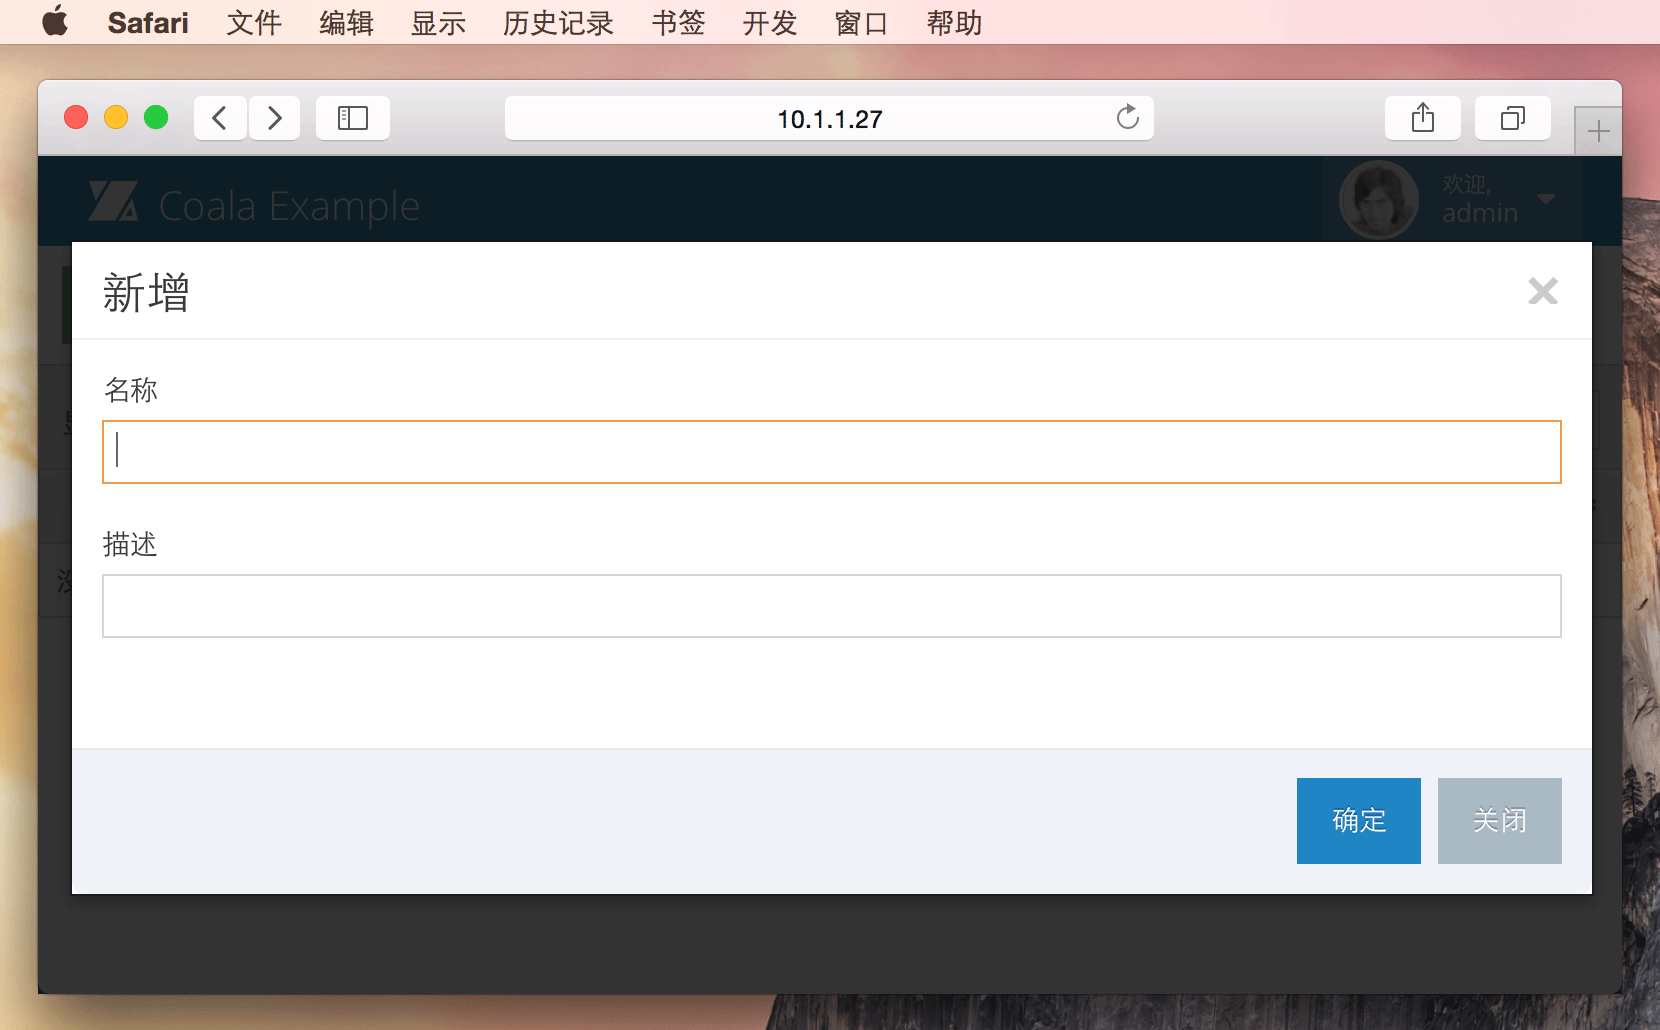 Safari 文件 编辑 显示 历史记录 书签 开发 窗口 帮助
10.1.1.27
Coala Example
欢迎,
admin
新增
名称
描述
确定 关闭